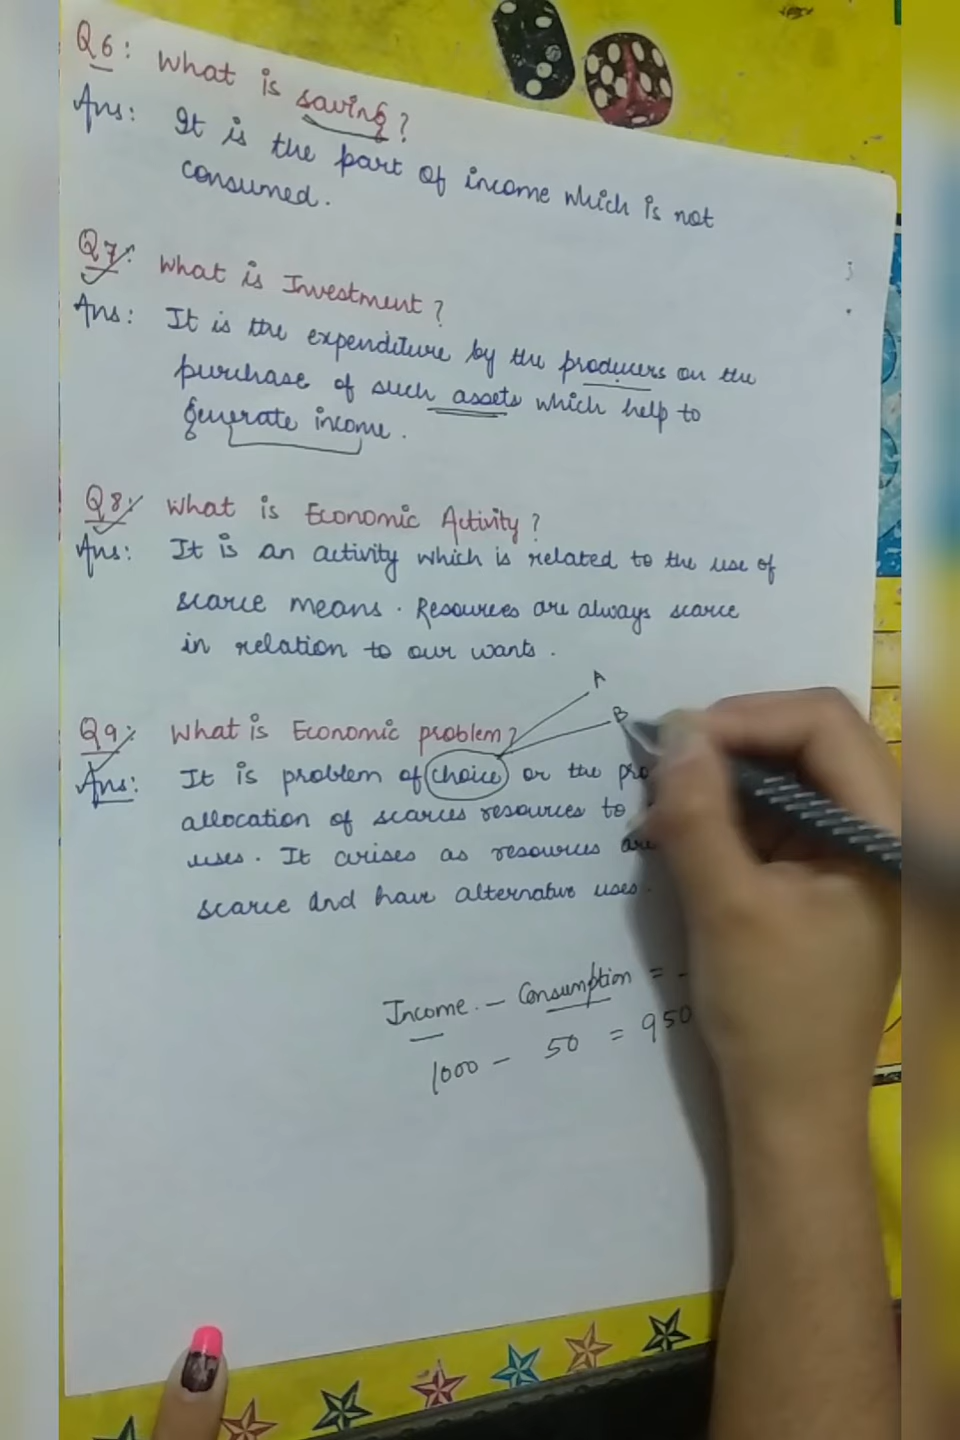 Q6: What is saving?
Ans: It is the part of income which is not
consumed.
Q7: What is Investment?
Ans: It is the expenditure by the producers on the
purchase of such assets which help to
generate income.
Q8: What is Economic Activity?
Ans: It is an activity which is related to the use of
scarce means. Resources are always scarce
in relation to our wants.
A
B
Q9: What is Economic problem?
Ans: It is problem of choice or the
allocation of scarces resources to
uses. It arises as resources are
scarce and have alternative uses.
Income - Consumption =
1000 - 50 = 950